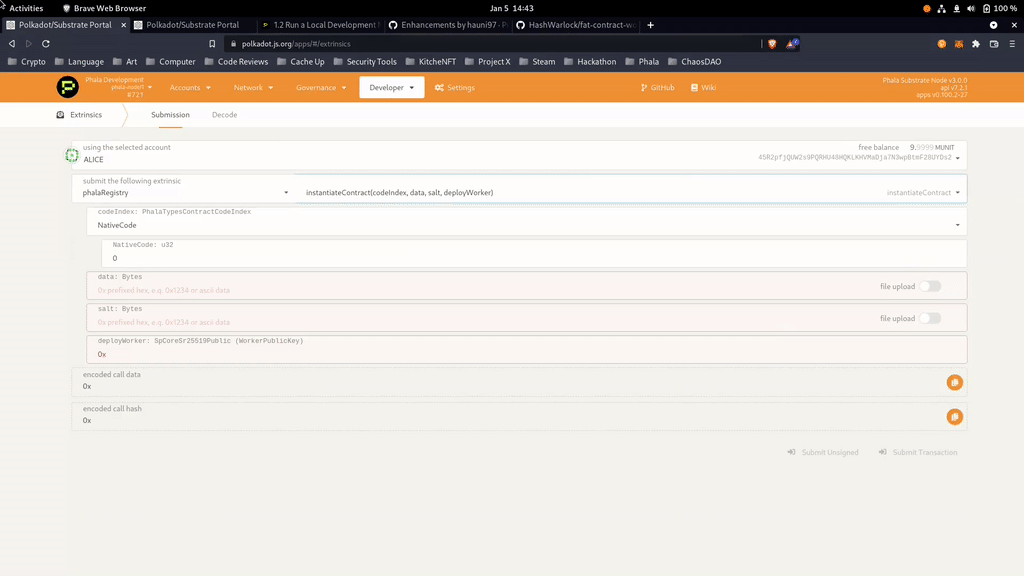 Activities
Brave Web Browser
Jan 5 14:43
100 %
Polkadot/Substrate Portal
Polkadot/Substrate Portal
1.2 Run a Local Development
Enhancements by hauni97 ·
HashWarlock/fat-contract-wo
polkadot.js.org/apps/#/extrinsics
Crypto
Language
Art
Computer
Code Reviews
Cache Up
KitcheNFT
Security Tools
Project X
Steam
Hackathon
Phala
ChaosDAO
Phala Development
phala-node
#721
Accounts
Network
Governance
Developer
Settings
GitHub
Wiki
Phala Substrate Node v3.0.0
api v7.2.1
apps v0.100.2-27
Extrinsics
Submission
Decode
using the selected account
ALICE
free balance 9.9999 MUNIT
submit the following extrinsic
phalaRegistry
instantiateContract(codeIndex, data, salt, deployWorker)
instantiateContract
codeIndex: PhalaTypesContractCodeIndex
NativeCode
NativeCode: u32
0
data: Bytes
0x prefixed hex, e.g. 0x1234 or ascii data
file upload
salt: Bytes
0x prefixed hex, e.g. 0x1234 or ascii data
file upload
deployWorker: SpCoreSr25519Public (WorkerPublicKey)
0x
encoded call data
0x
encoded call hash
0x
Submit Unsigned
Submit Transaction